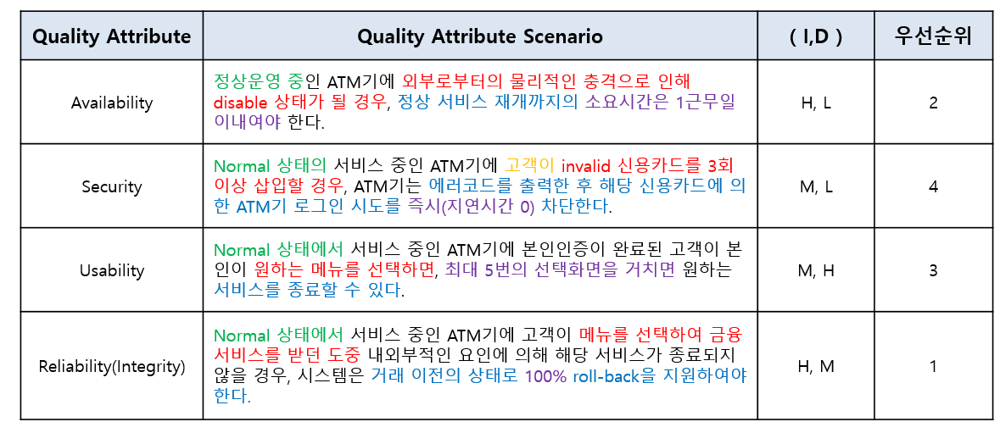 Quality Attribute
Quality Attribute Scenario
( I,D )
우선순위
Availability
정상운영 중인 ATM기에 외부로부터의 물리적인 충격으로 인해
disable 상태가 될 경우, 정상 서비스 재개까지의 소요시간은 1근무일
이내여야 한다.
H, L
2
Security
Normal 상태의 서비스 중인 ATM기에 고객이 invalid 신용카드를 3회
이상 삽입할 경우, ATM기는 에러코드를 출력한 후 해당 신용카드에 의
한 ATM기 로그인 시도를 즉시(지연시간 0) 차단한다.
M, L
4
Usability
Normal 상태에서 서비스 중인 ATM기에 본인인증이 완료된 고객이 본
인이 원하는 메뉴를 선택하면, 최대 5번의 선택화면을 거치면 원하는
서비스를 종료할 수 있다.
M, H
3
Reliability(Integrity)
Normal 상태에서 서비스 중인 ATM기에 고객이 메뉴를 선택하여 금융
서비스를 받던 도중 내외부적인 요인에 의해 해당 서비스가 종료되지
않을 경우, 시스템은 거래 이전의 상태로 100% roll-back을 지원하여야
한다.
H, M
1